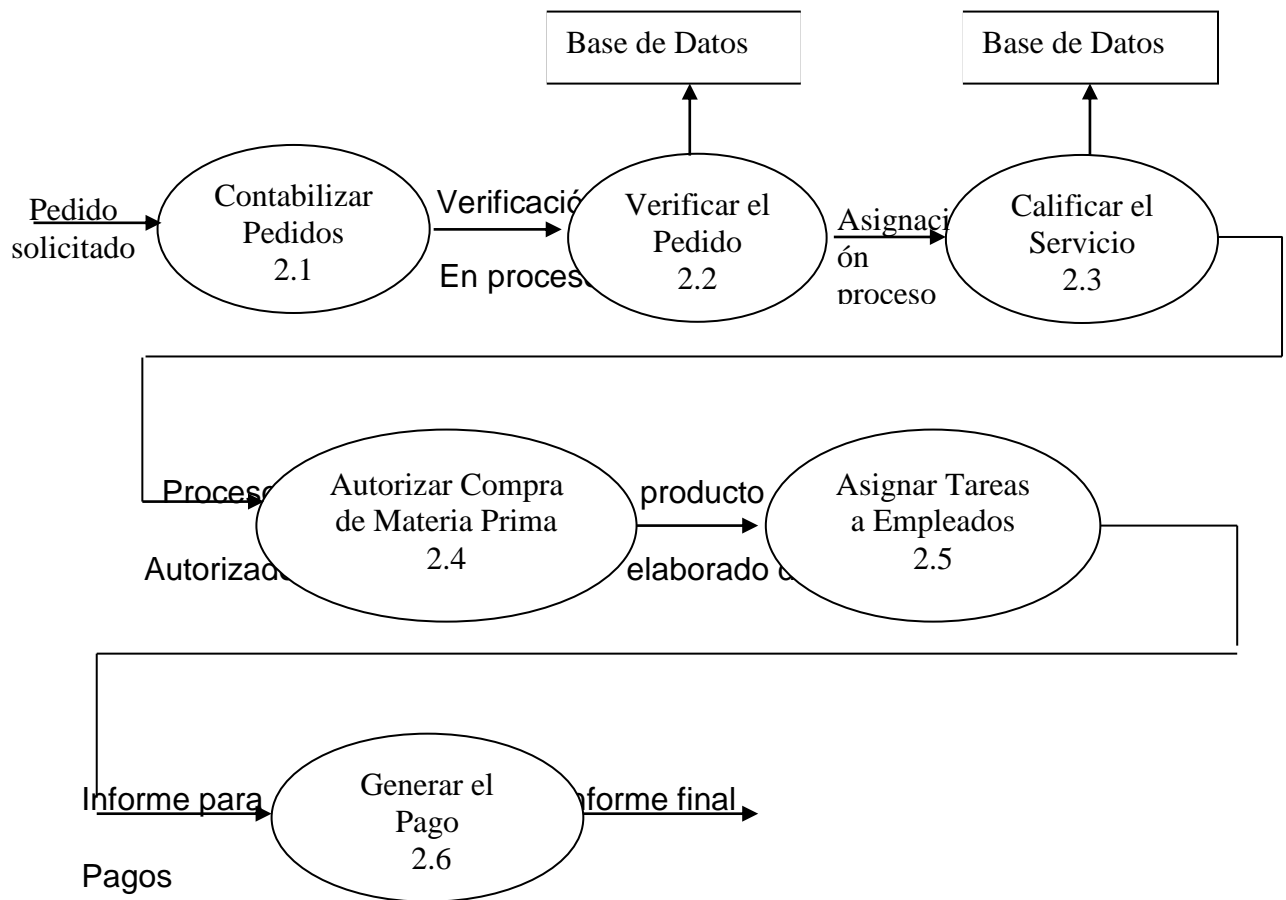 Base de Datos
Base de Datos
Pedido
solicitado
Contabilizar
Pedidos
2.1
Verificació
En proceso
Verificar el
Pedido
2.2
Asignaci
ón
proceso
Calificar el
Servicio
2.3
Proceso
Autorizado
Autorizar Compra
de Materia Prima
2.4
producto
elaborado
Asignar Tareas
a Empleados
2.5
Informe para
Pagos
Generar el
Pago
2.6
nforme final